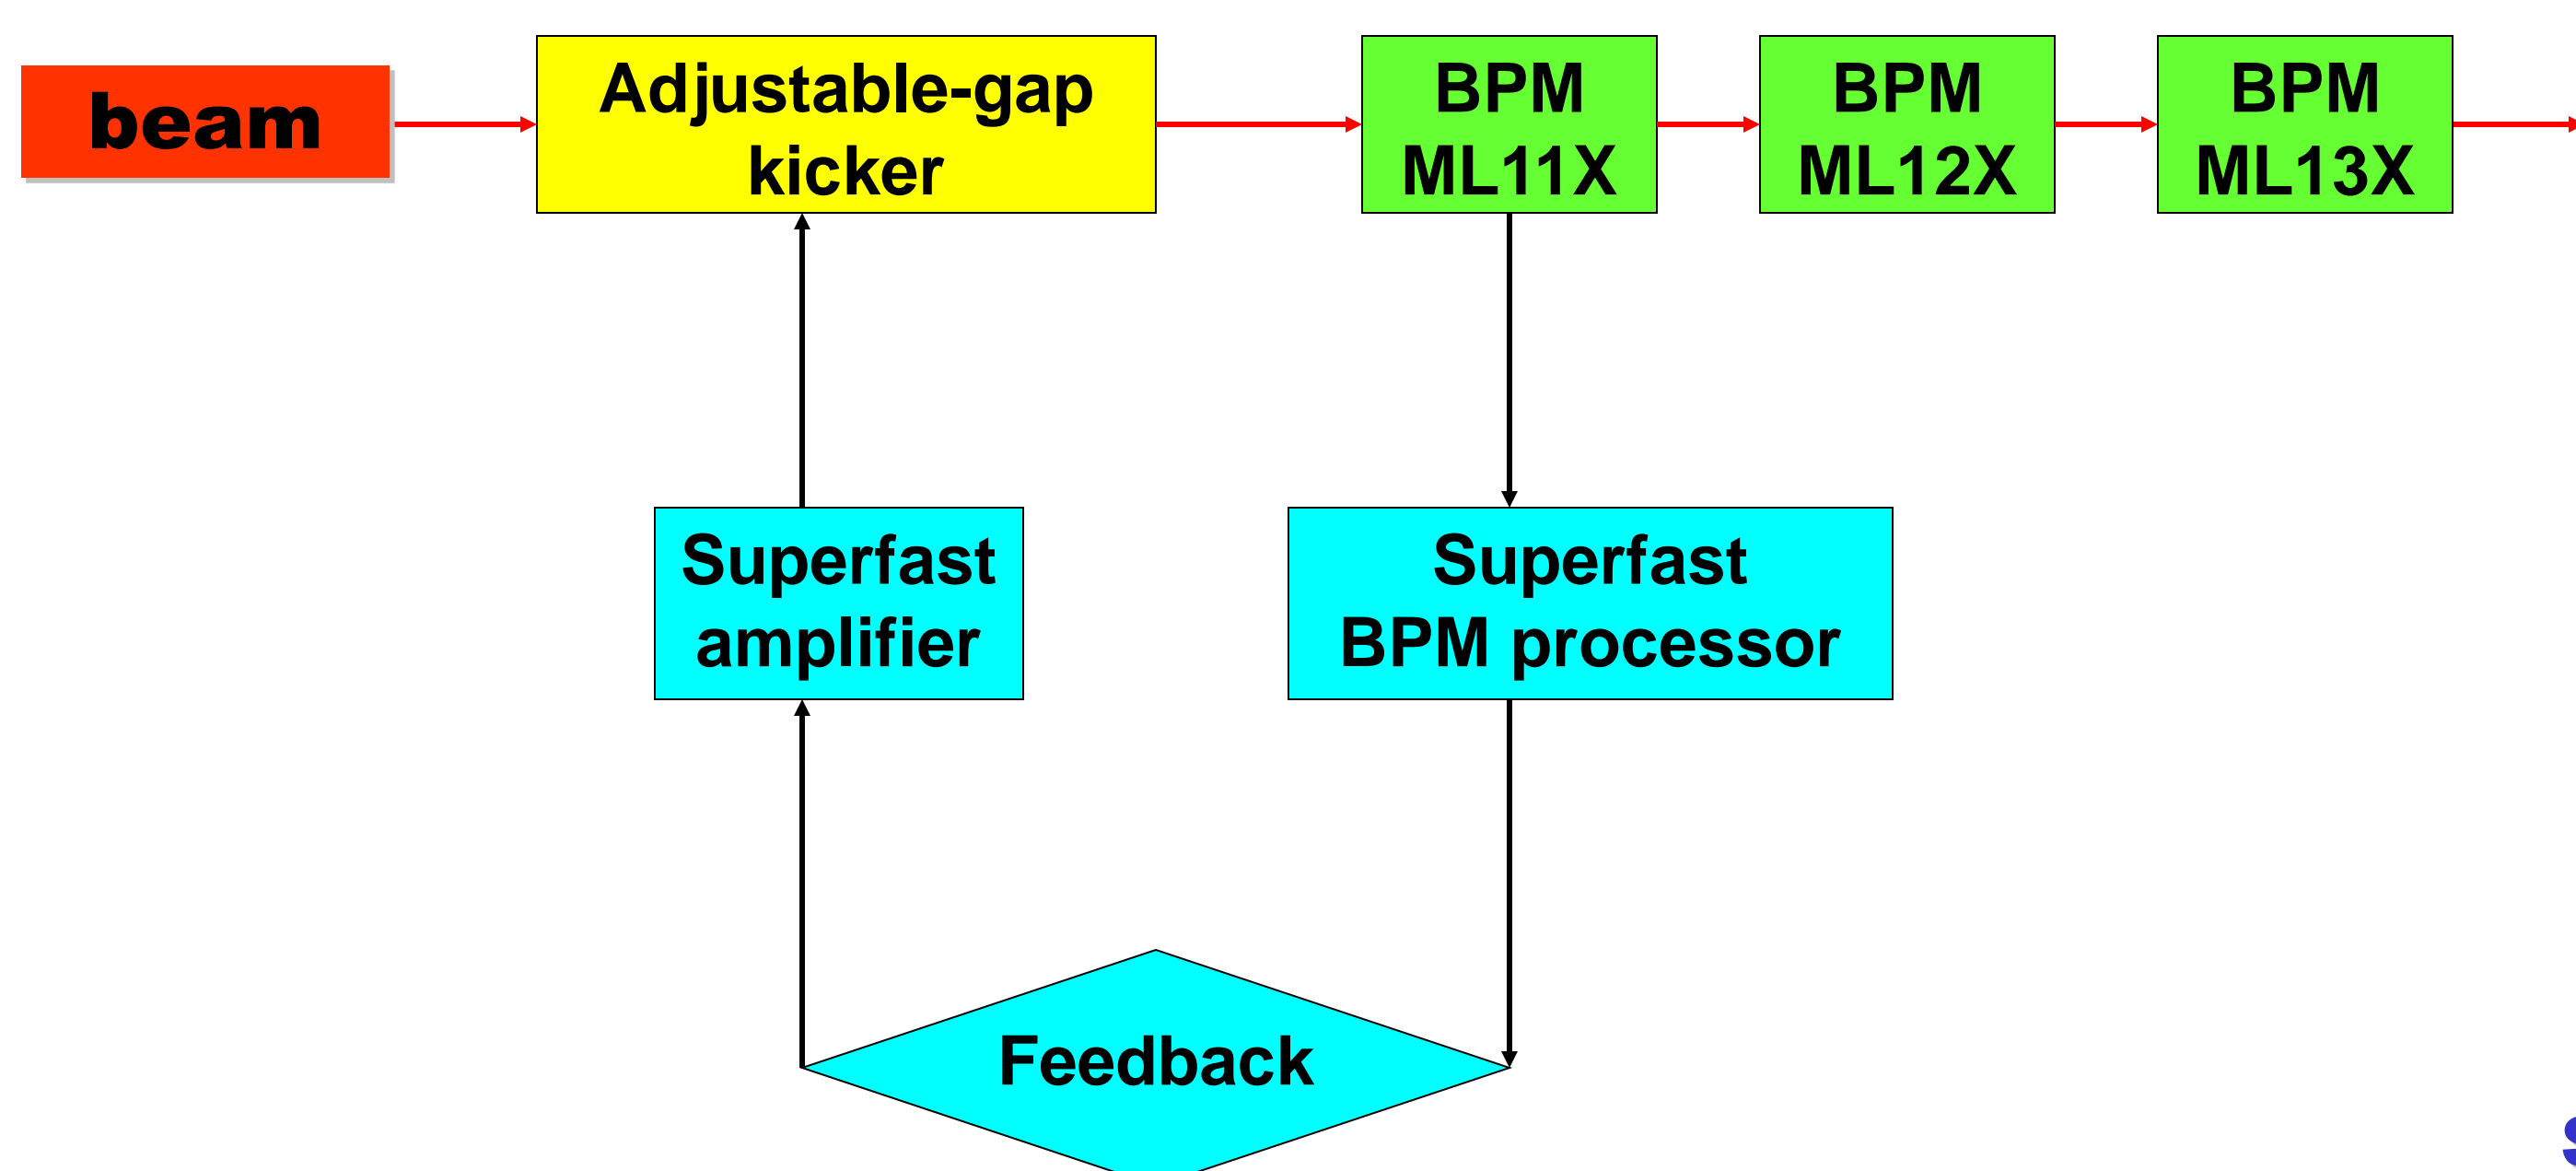 beam
Adjustable-gap
kicker
BPM
ML11X
BPM
ML12X
BPM
ML13X
Superfast
amplifier
Superfast
BPM processor
Feedback